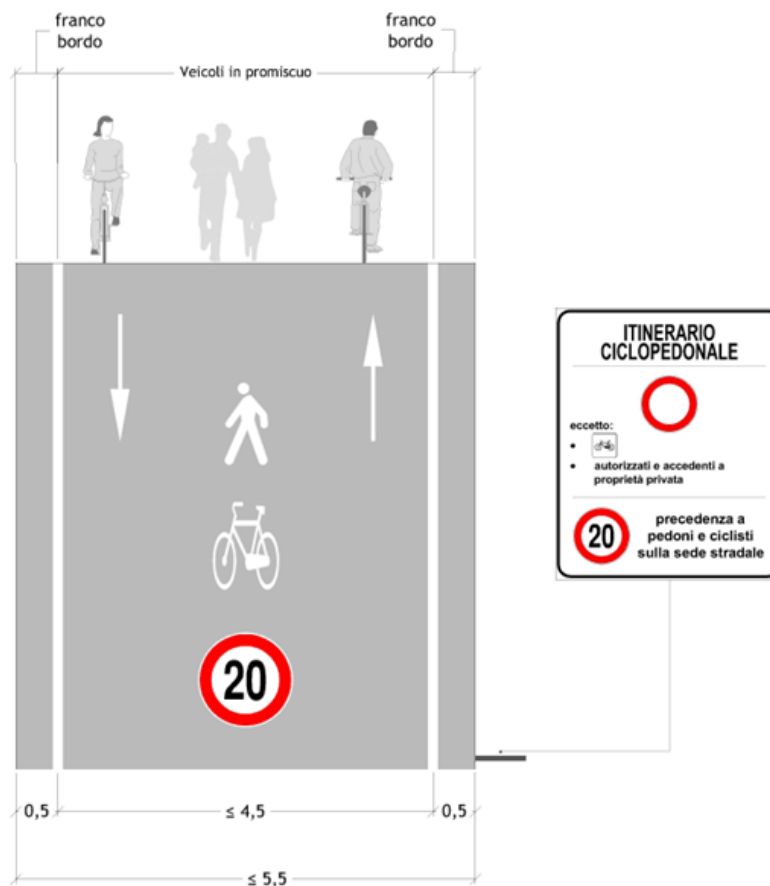 franco
bordo
franco
bordo
Veicoli in promiscuo
ITINERARIO
CICLOPEDONALE
eccetto:
•
• autorizzati e accedenti a
proprietà privata
20
precedenza a
pedoni e ciclisti
sulla sede stradale
20
0,5
≤ 4,5
0,5
≤ 5,5